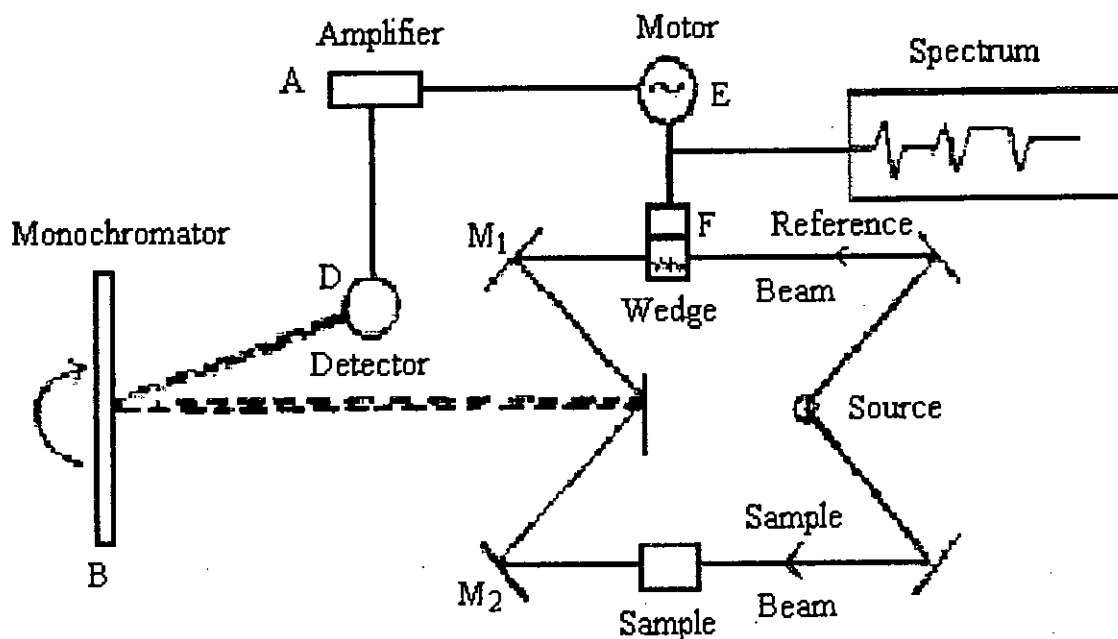 Amplifier
Motor
Spectrum
A
E
Monochromator
M1
F
Reference
D
Wedge
Beam
Detector
Source
Sample
B
M2
Sample
Beam